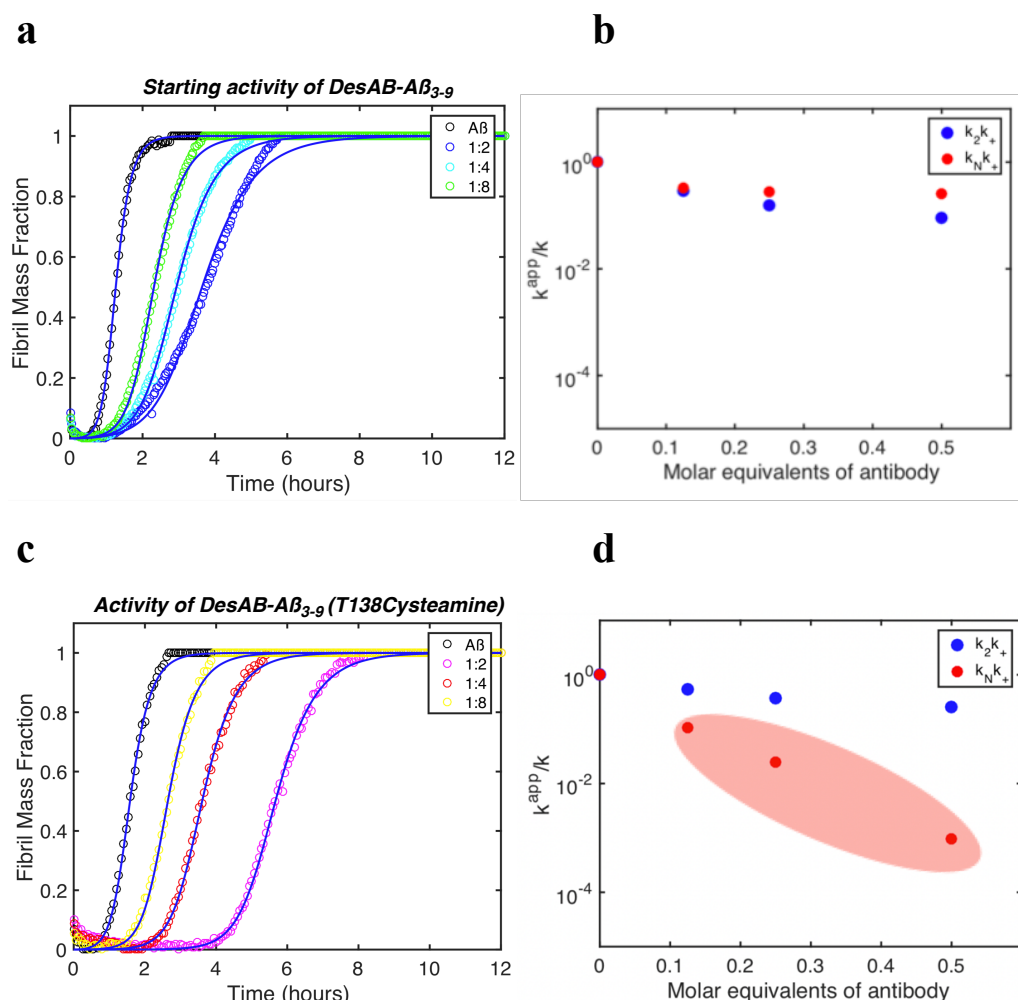 a
Starting activity of DesAB-Aß3-9
Fibril Mass Fraction
1
0.8
0.6
0.4
0.2
0
Aß
1:2
1:4
1:8
0 2 4 6 8 10 12
Time (hours)
b
k^app/k
10^0
10^-2
10^-4
k2k+
kNk+
0 0.1 0.2 0.3 0.4 0.5
Molar equivalents of antibody
c
Activity of DesAB-Aß3-9 (T138Cysteamine)
Fibril Mass Fraction
1
0.8
0.6
0.4
0.2
0
Aß
1:2
1:4
1:8
0 2 4 6 8 10 12
Time (hours)
d
k^app/k
10^0
10^-2
10^-4
k2k+
kNk+
0 0.1 0.2 0.3 0.4 0.5
Molar equivalents of antibody